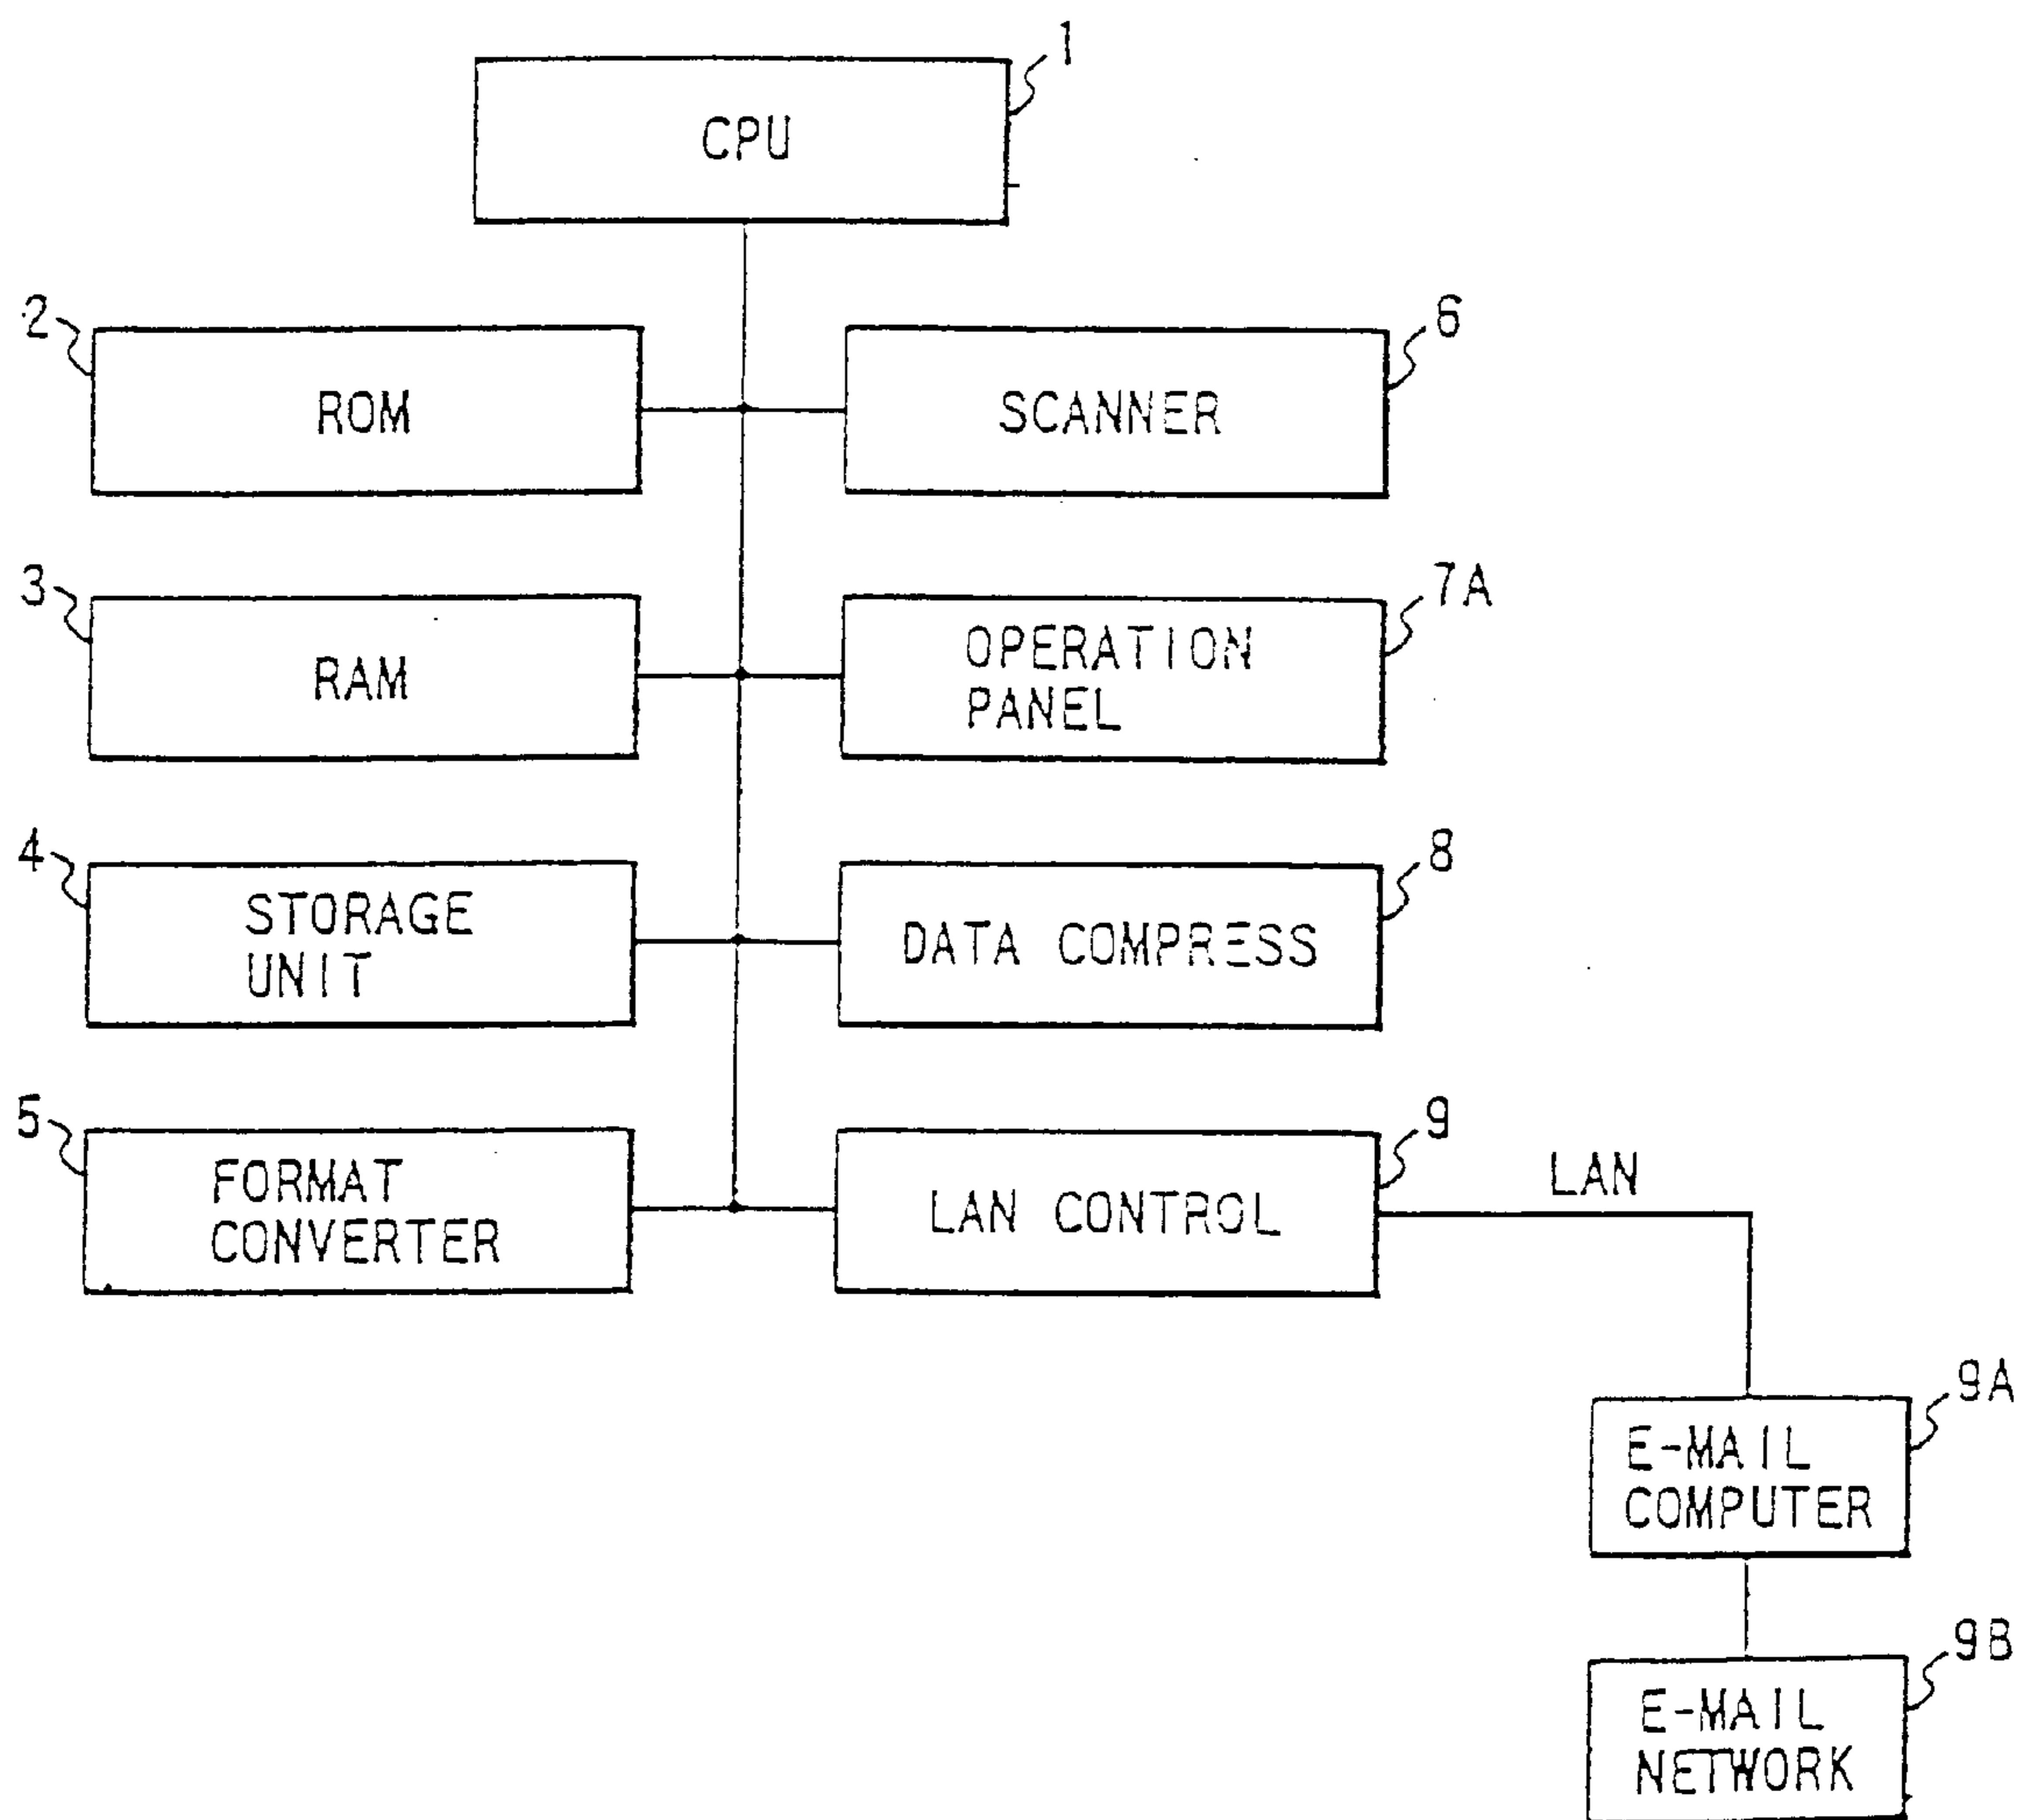 1
CPU
2
ROM
6
SCANNER
3
RAM
7A
OPERATION
PANEL
4
STORAGE
UNIT
8
DATA COMPRESS
5
FORMAT
CONVERTER
9
LAN CONTROL
LAN
9A
E-MAIL
COMPUTER
9B
E-MAIL
NETWORK